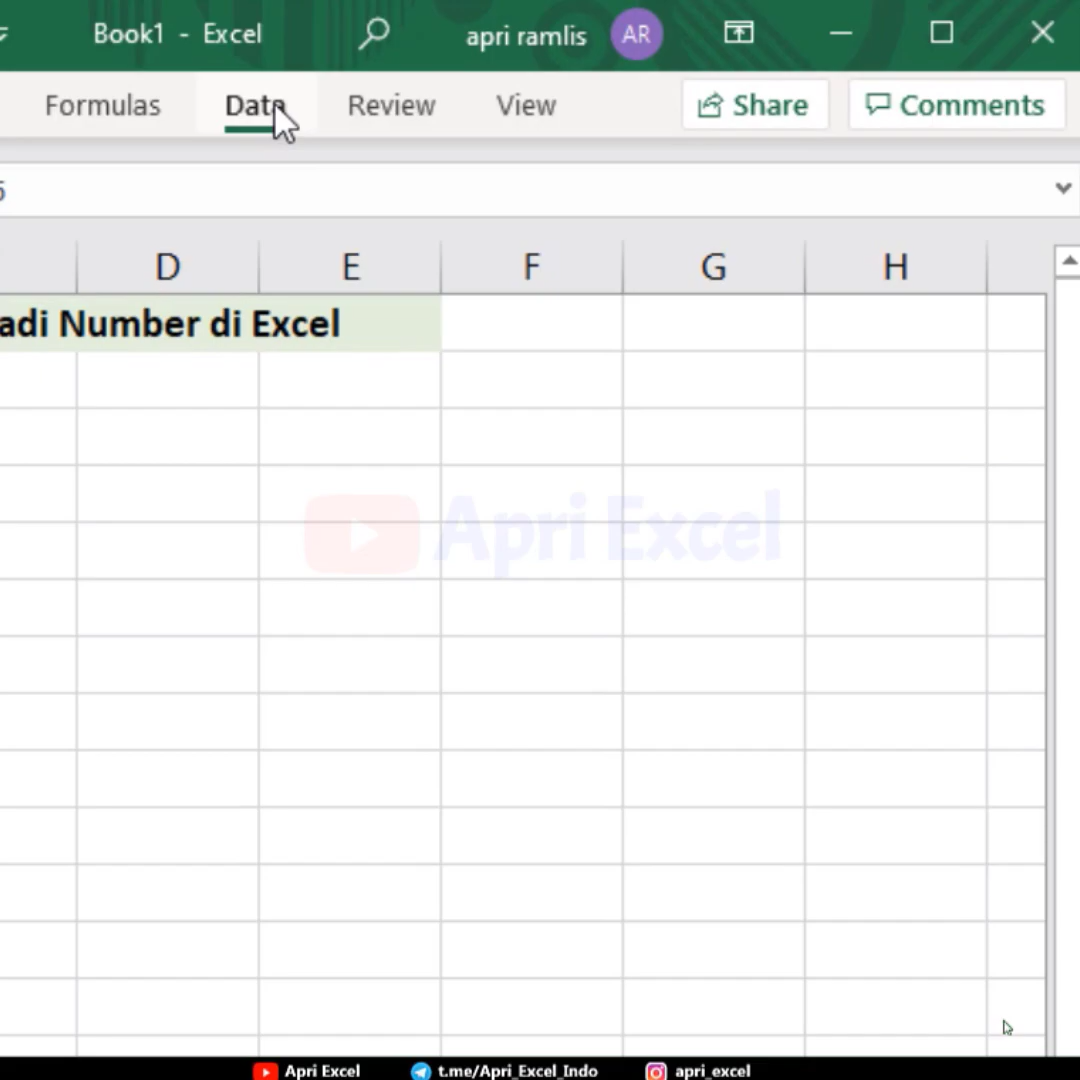 Book1 - Excel
apri ramlis
AR
Formulas
Data
Review
View
Share
Comments
D
E
F
G
H
adi Number di Excel
Apri Excel
Apri Excel
t.me/Apri_Excel_Indo
apri_excel